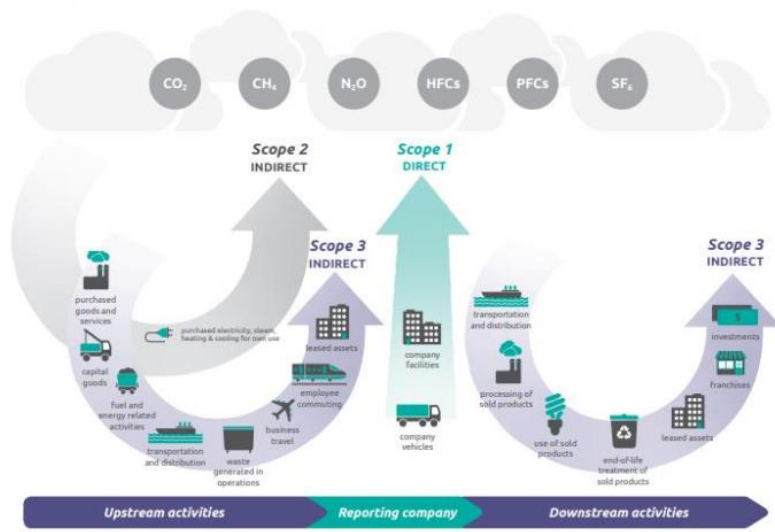 CO₂
CH₄
N₂O
HFCs
PFCs
SF₆
Scope 2
INDIRECT
Scope 1
DIRECT
Scope 3
INDIRECT
Scope 3
INDIRECT
purchased
goods and
services
capital
goods
fuel and
energy related
activities
transportation
and distribution
waste
generated in
operations
business
travel
employee
commuting
leased assets
purchased electricity, steam,
heating & cooling for own use
company
facilities
company
vehicles
transportation
and distribution
processing of
sold products
use of sold
products
end-of-life
treatment of
sold products
leased assets
franchises
$
investments
Upstream activities
Reporting company
Downstream activities